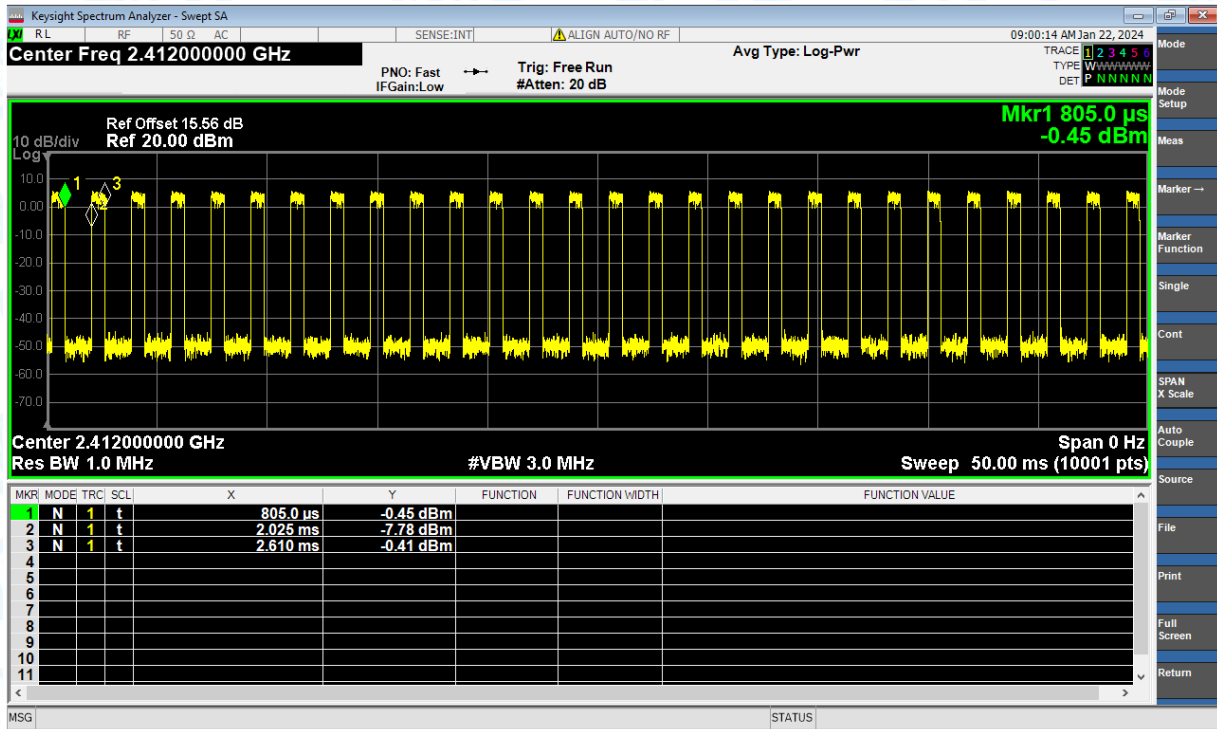 Keysight Spectrum Analyzer - Swept SA
LXI RL RF 50 Ω AC SENSE:INT ALIGN AUTO/NO RF 09:00:14 AM Jan 22, 2024
Center Freq 2.412000000 GHz Avg Type: Log-Pwr TRACE 1 2 3 4 5 6
PNO: Fast Trig: Free Run TYPE WWWWWW
IFGain:Low #Atten: 20 dB DET P N N N N N
Mkr1 805.0 µs
-0.45 dBm
Ref Offset 15.56 dB
10 dB/div Ref 20.00 dBm
Log
1 2 3
10.0
0.00
-10.0
-20.0
-30.0
-40.0
-50.0
-60.0
-70.0
Center 2.412000000 GHz Span 0 Hz
Res BW 1.0 MHz #VBW 3.0 MHz Sweep 50.00 ms (10001 pts)
MKR MODE TRC SCL X Y FUNCTION FUNCTION WIDTH FUNCTION VALUE
1 N 1 t 805.0 µs -0.45 dBm
2 N 1 t 2.025 ms -7.78 dBm
3 N 1 t 2.610 ms -0.41 dBm
4
5
6
7
8
9
10
11
MSG STATUS
Mode
Mode
Setup
Meas
Marker →
Marker
Function
Single
Cont
SPAN
X Scale
Auto
Couple
Source
File
Print
Full
Screen
Return